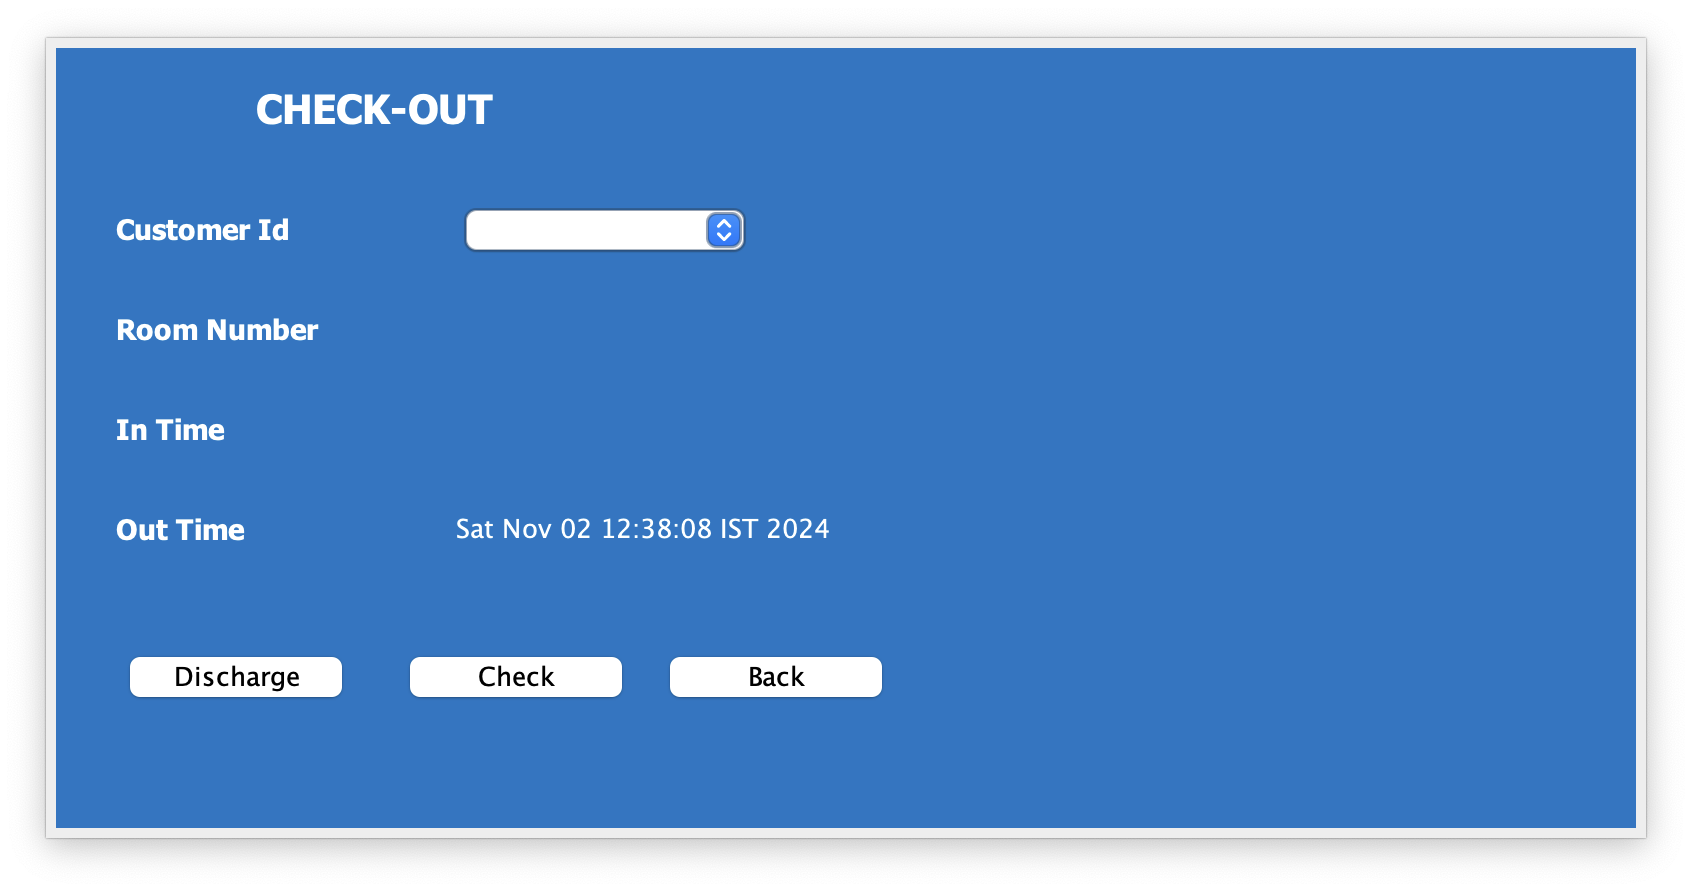 CHECK-OUT
Customer Id
Room Number
In Time
Out Time Sat Nov 02 12:38:08 IST 2024
Discharge Check Back